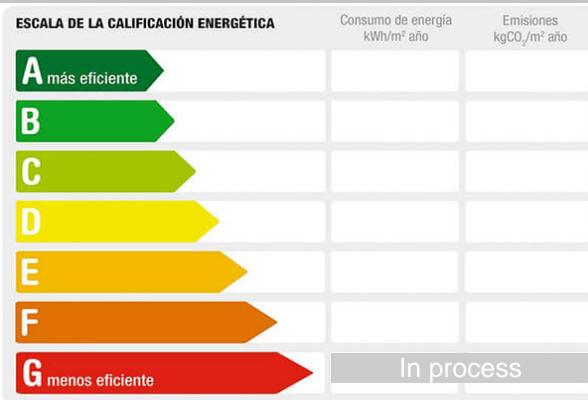 ESCALA DE LA CALIFICACIÓN ENERGÉTICA
Consumo de energía
kWh/m² año
Emisiones
kgCO₂/m² año
A más eficiente
B
C
D
E
F
G menos eficiente
In process